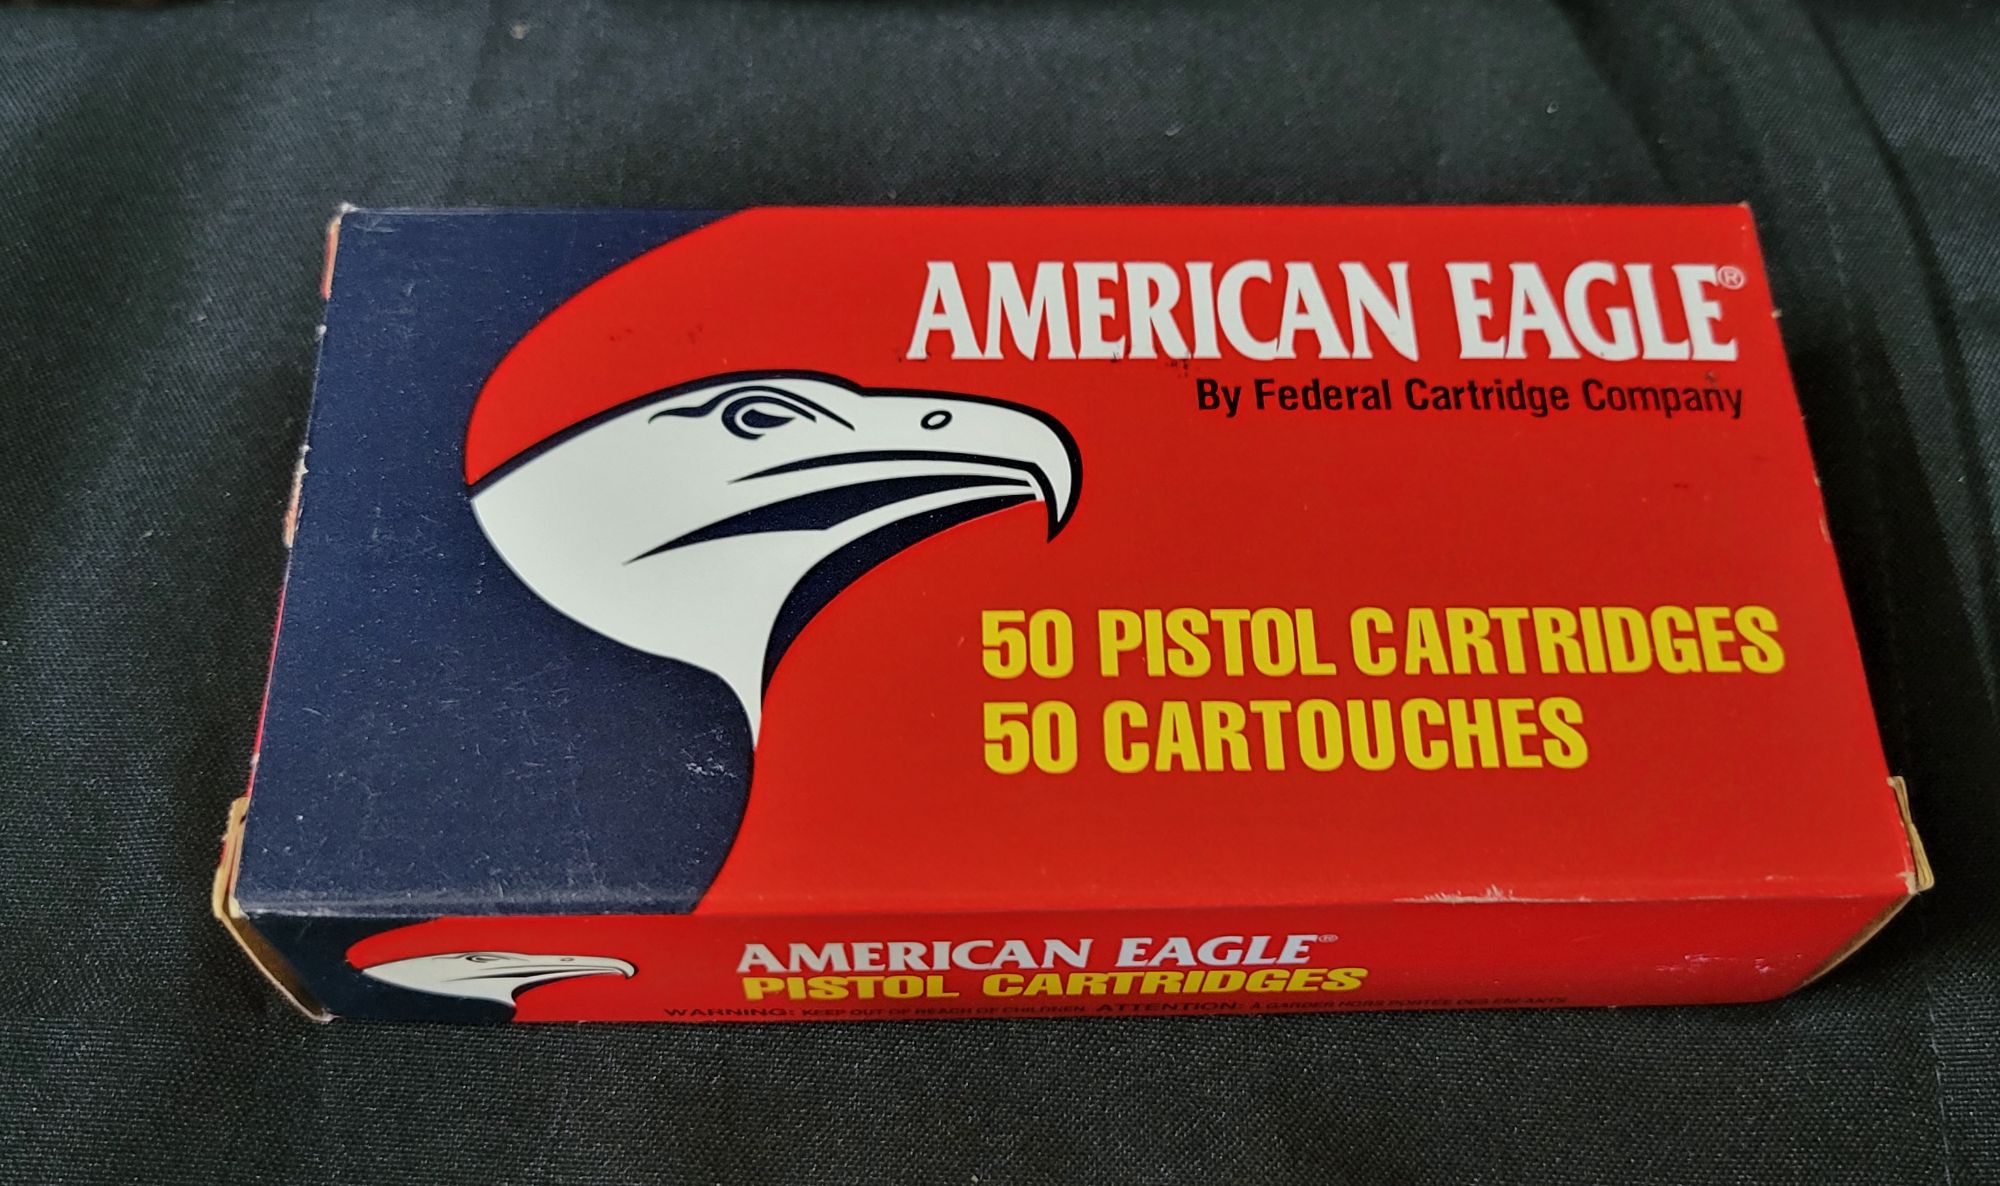 AMERICAN EAGLE®
By Federal Cartridge Company
50 PISTOL CARTRIDGES
50 CARTOUCHES
AMERICAN EAGLE®
PISTOL CARTRIDGES
WARNING: KEEP OUT OF REACH OF CHILDREN. ATTENTION: À GARDER HORS PORTÉE DES ENFANTS